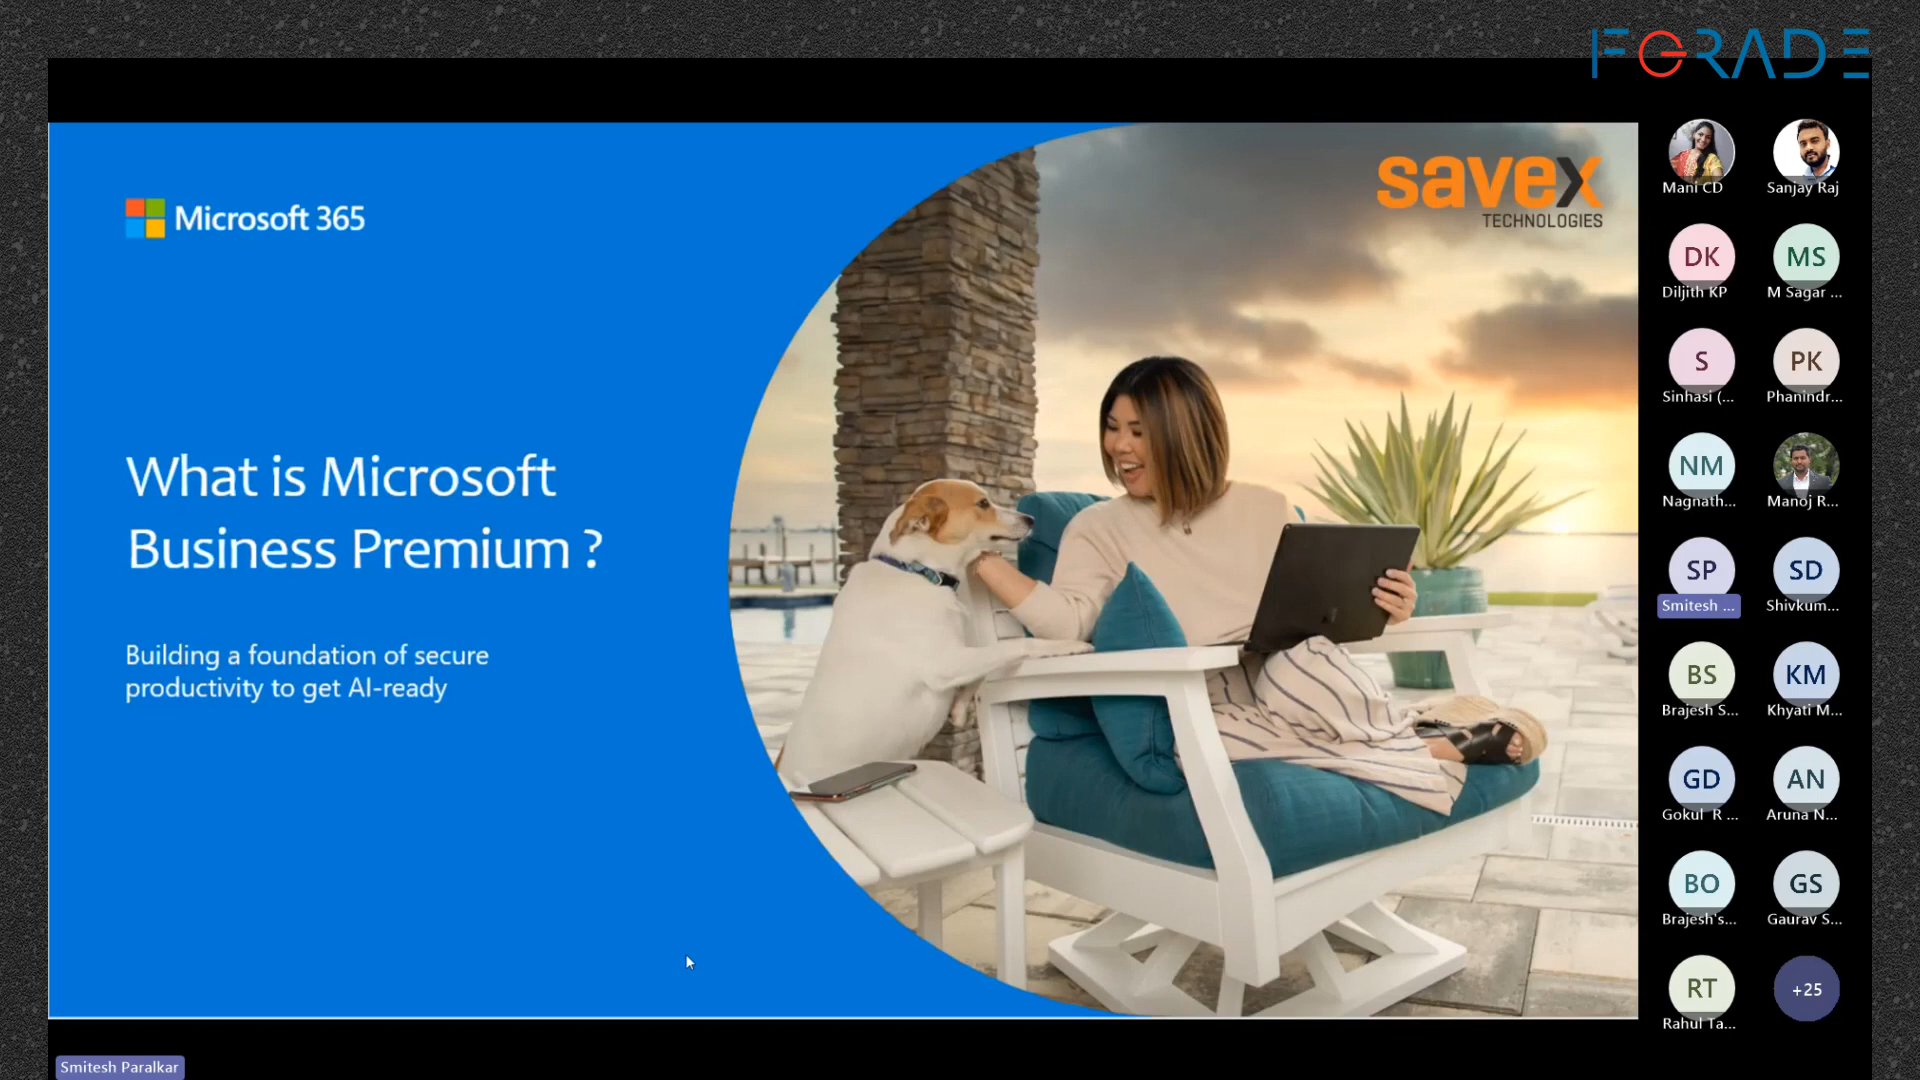 FGRADE
Microsoft 365
savex
TECHNOLOGIES
What is Microsoft
Business Premium ?
Building a foundation of secure
productivity to get AI-ready
Mani CD
Sanjay Raj
DK
Diljith KP
MS
M Sagar ...
S
Sinhasi (...
PK
Phanindr...
NM
Nagnath...
Manoj R...
SP
Smitesh ...
SD
Shivkum...
BS
Brajesh S...
KM
Khyati M...
GD
Gokul R ...
AN
Aruna N...
BO
Brajesh's...
GS
Gaurav S...
RT
Rahul Ta...
+25
Smitesh Paralkar